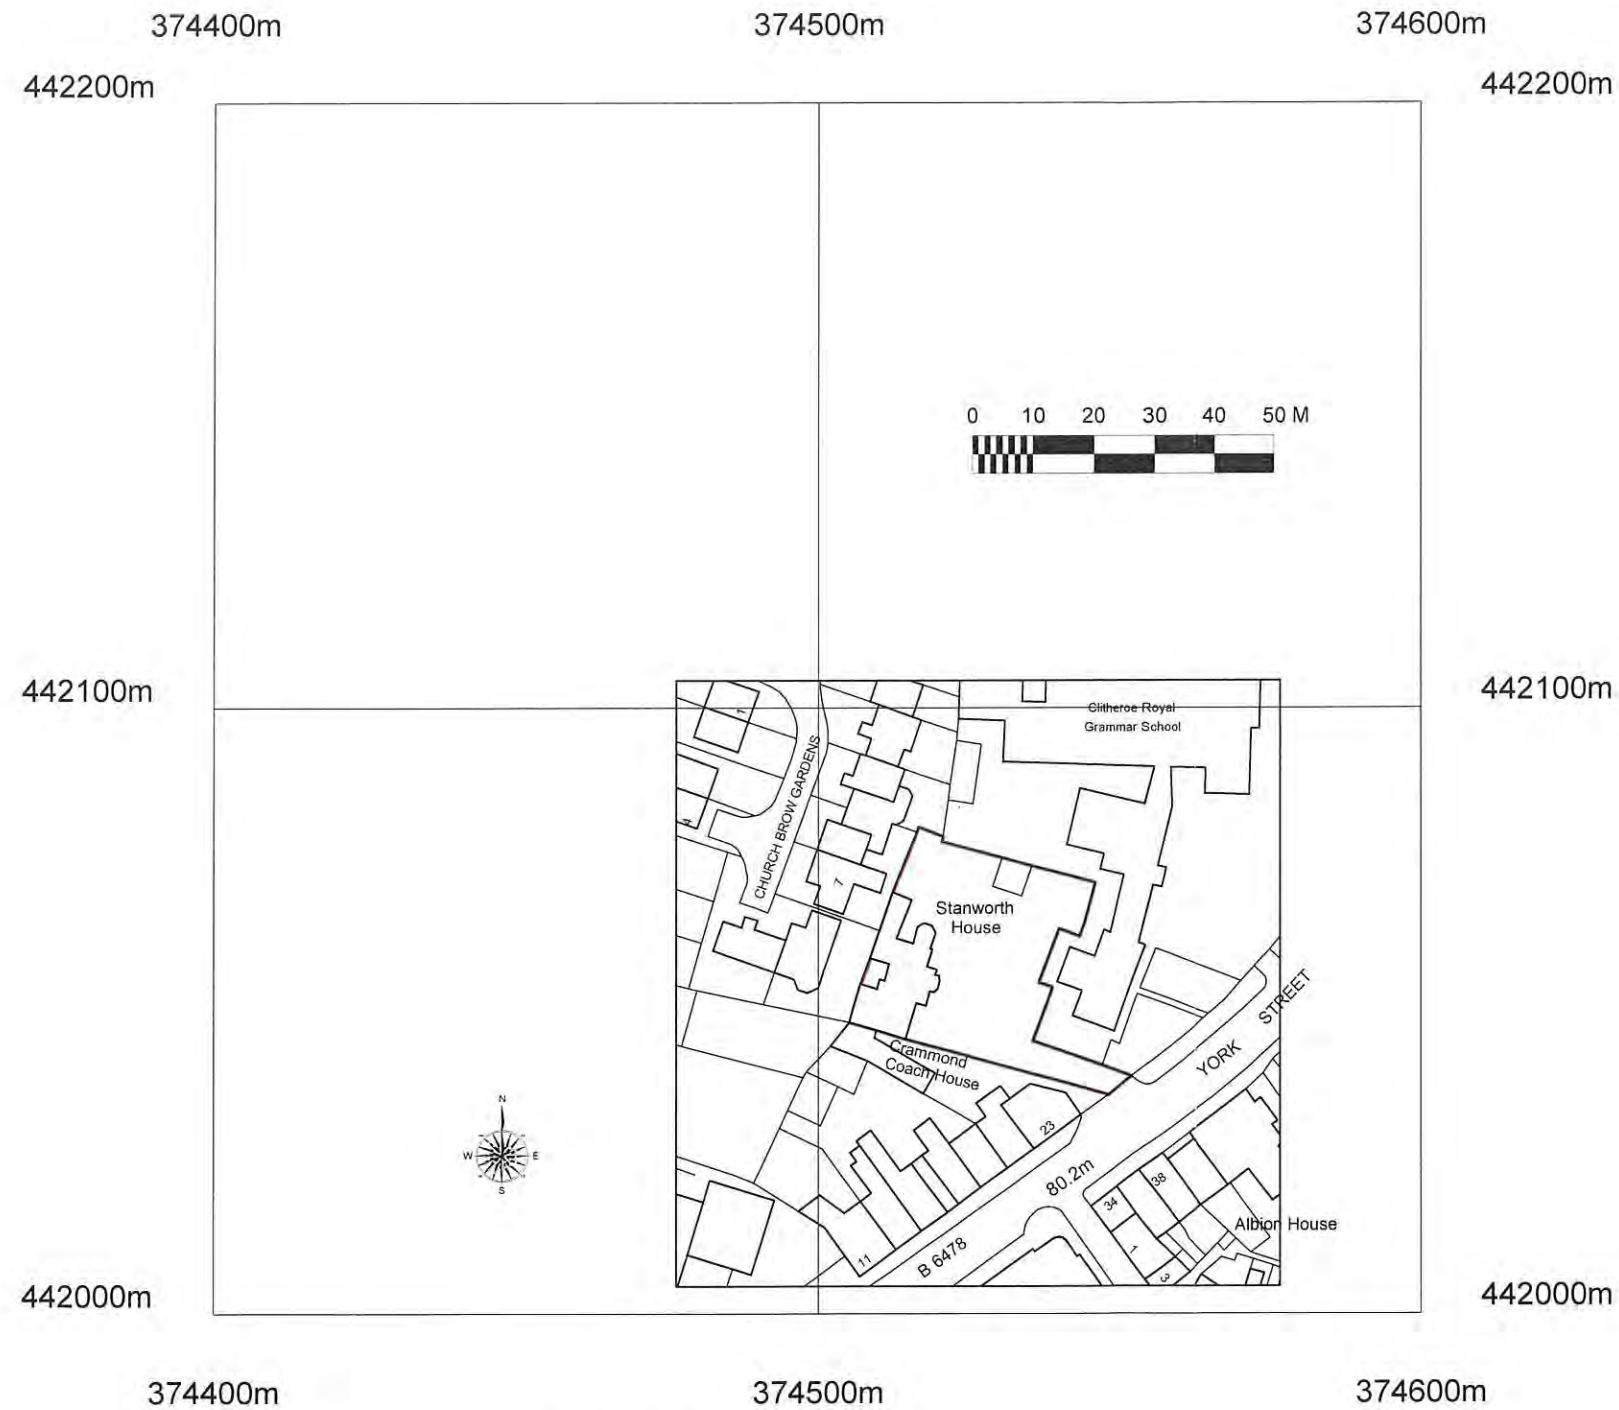 374400m 374500m 374600m
442200m 442200m
0 10 20 30 40 50 M
442100m 442100m
1
Clitheroe Royal
Grammar School
CHURCH BROW GARDENS
4
7
Stanworth
House
STREET
YORK
Crammond
Coach House
N
W E
S
23
80.2m
38
34
Albion House
1
B 6478
11
3
442000m 442000m
374400m 374500m 374600m